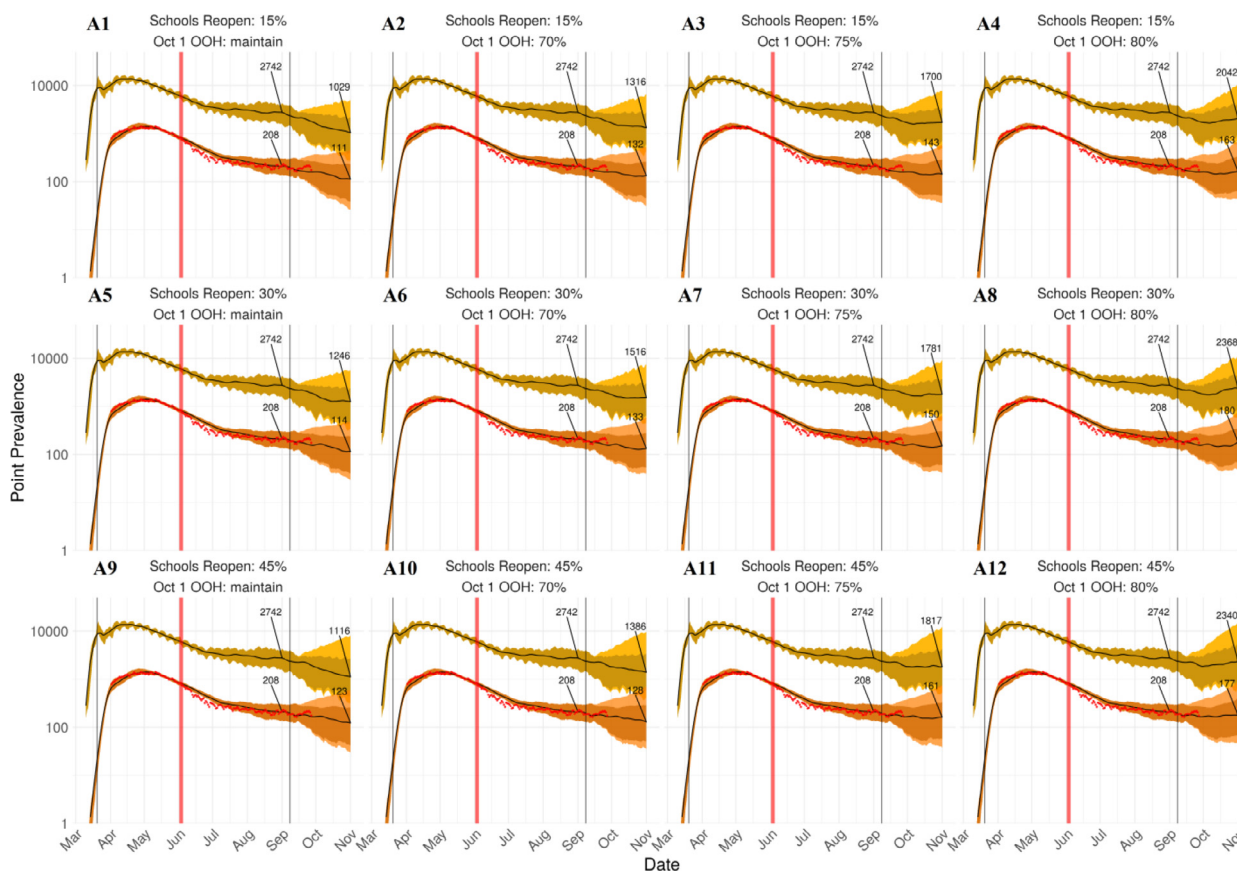 A1 Schools Reopen: 15% A2 Schools Reopen: 15% A3 Schools Reopen: 15% A4 Schools Reopen: 15%
Oct 1 OOH: maintain Oct 1 OOH: 70% Oct 1 OOH: 75% Oct 1 OOH: 80%
2742 2742 2742 2742
10000 1029 1316 1700 2042
208 208 208 208
111 132 143 163
100
1
A5 Schools Reopen: 30% A6 Schools Reopen: 30% A7 Schools Reopen: 30% A8 Schools Reopen: 30%
Oct 1 OOH: maintain Oct 1 OOH: 70% Oct 1 OOH: 75% Oct 1 OOH: 80%
2742 2742 2742 2742
10000 1246 1516 1781 2368
208 208 208 208
114 133 150 180
100
1
Point Prevalence
A9 Schools Reopen: 45% A10 Schools Reopen: 45% A11 Schools Reopen: 45% A12 Schools Reopen: 45%
Oct 1 OOH: maintain Oct 1 OOH: 70% Oct 1 OOH: 75% Oct 1 OOH: 80%
2742 2742 2742 2742
10000 1116 1386 1817 2340
208 208 208 208
123 128 161 177
100
1
Mar Apr May Jun Jul Aug Sep Oct Nov Mar Apr May Jun Jul Aug Sep Oct Nov Mar Apr May Jun Jul Aug Sep Oct Nov Mar Apr May Jun Jul Aug Sep Oct Nov
Date